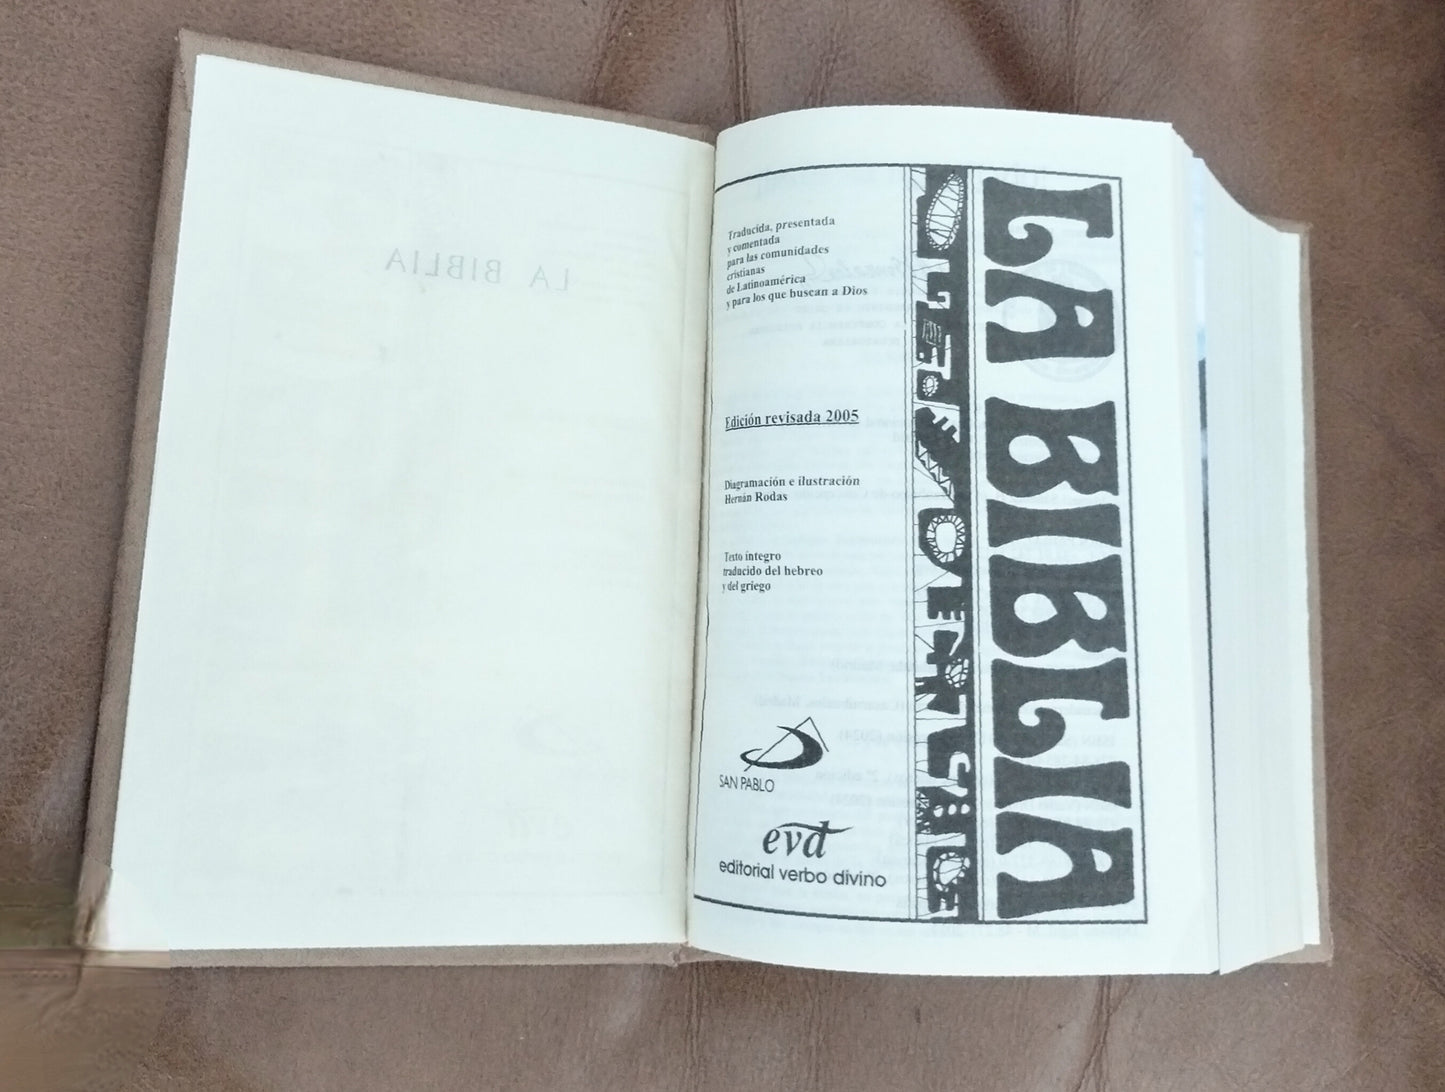 LA BIBLIA
Traducida, presentada
y comentada
para las comunidades
cristianas
de Latinoamérica
y para los que buscan a Dios
Edición revisada 2005
Diagramación e ilustración
Hernán Rodas
Texto íntegro
traducido del hebreo
y del griego
SAN PABLO
evd
editorial verbo divino
LA BIBLIA